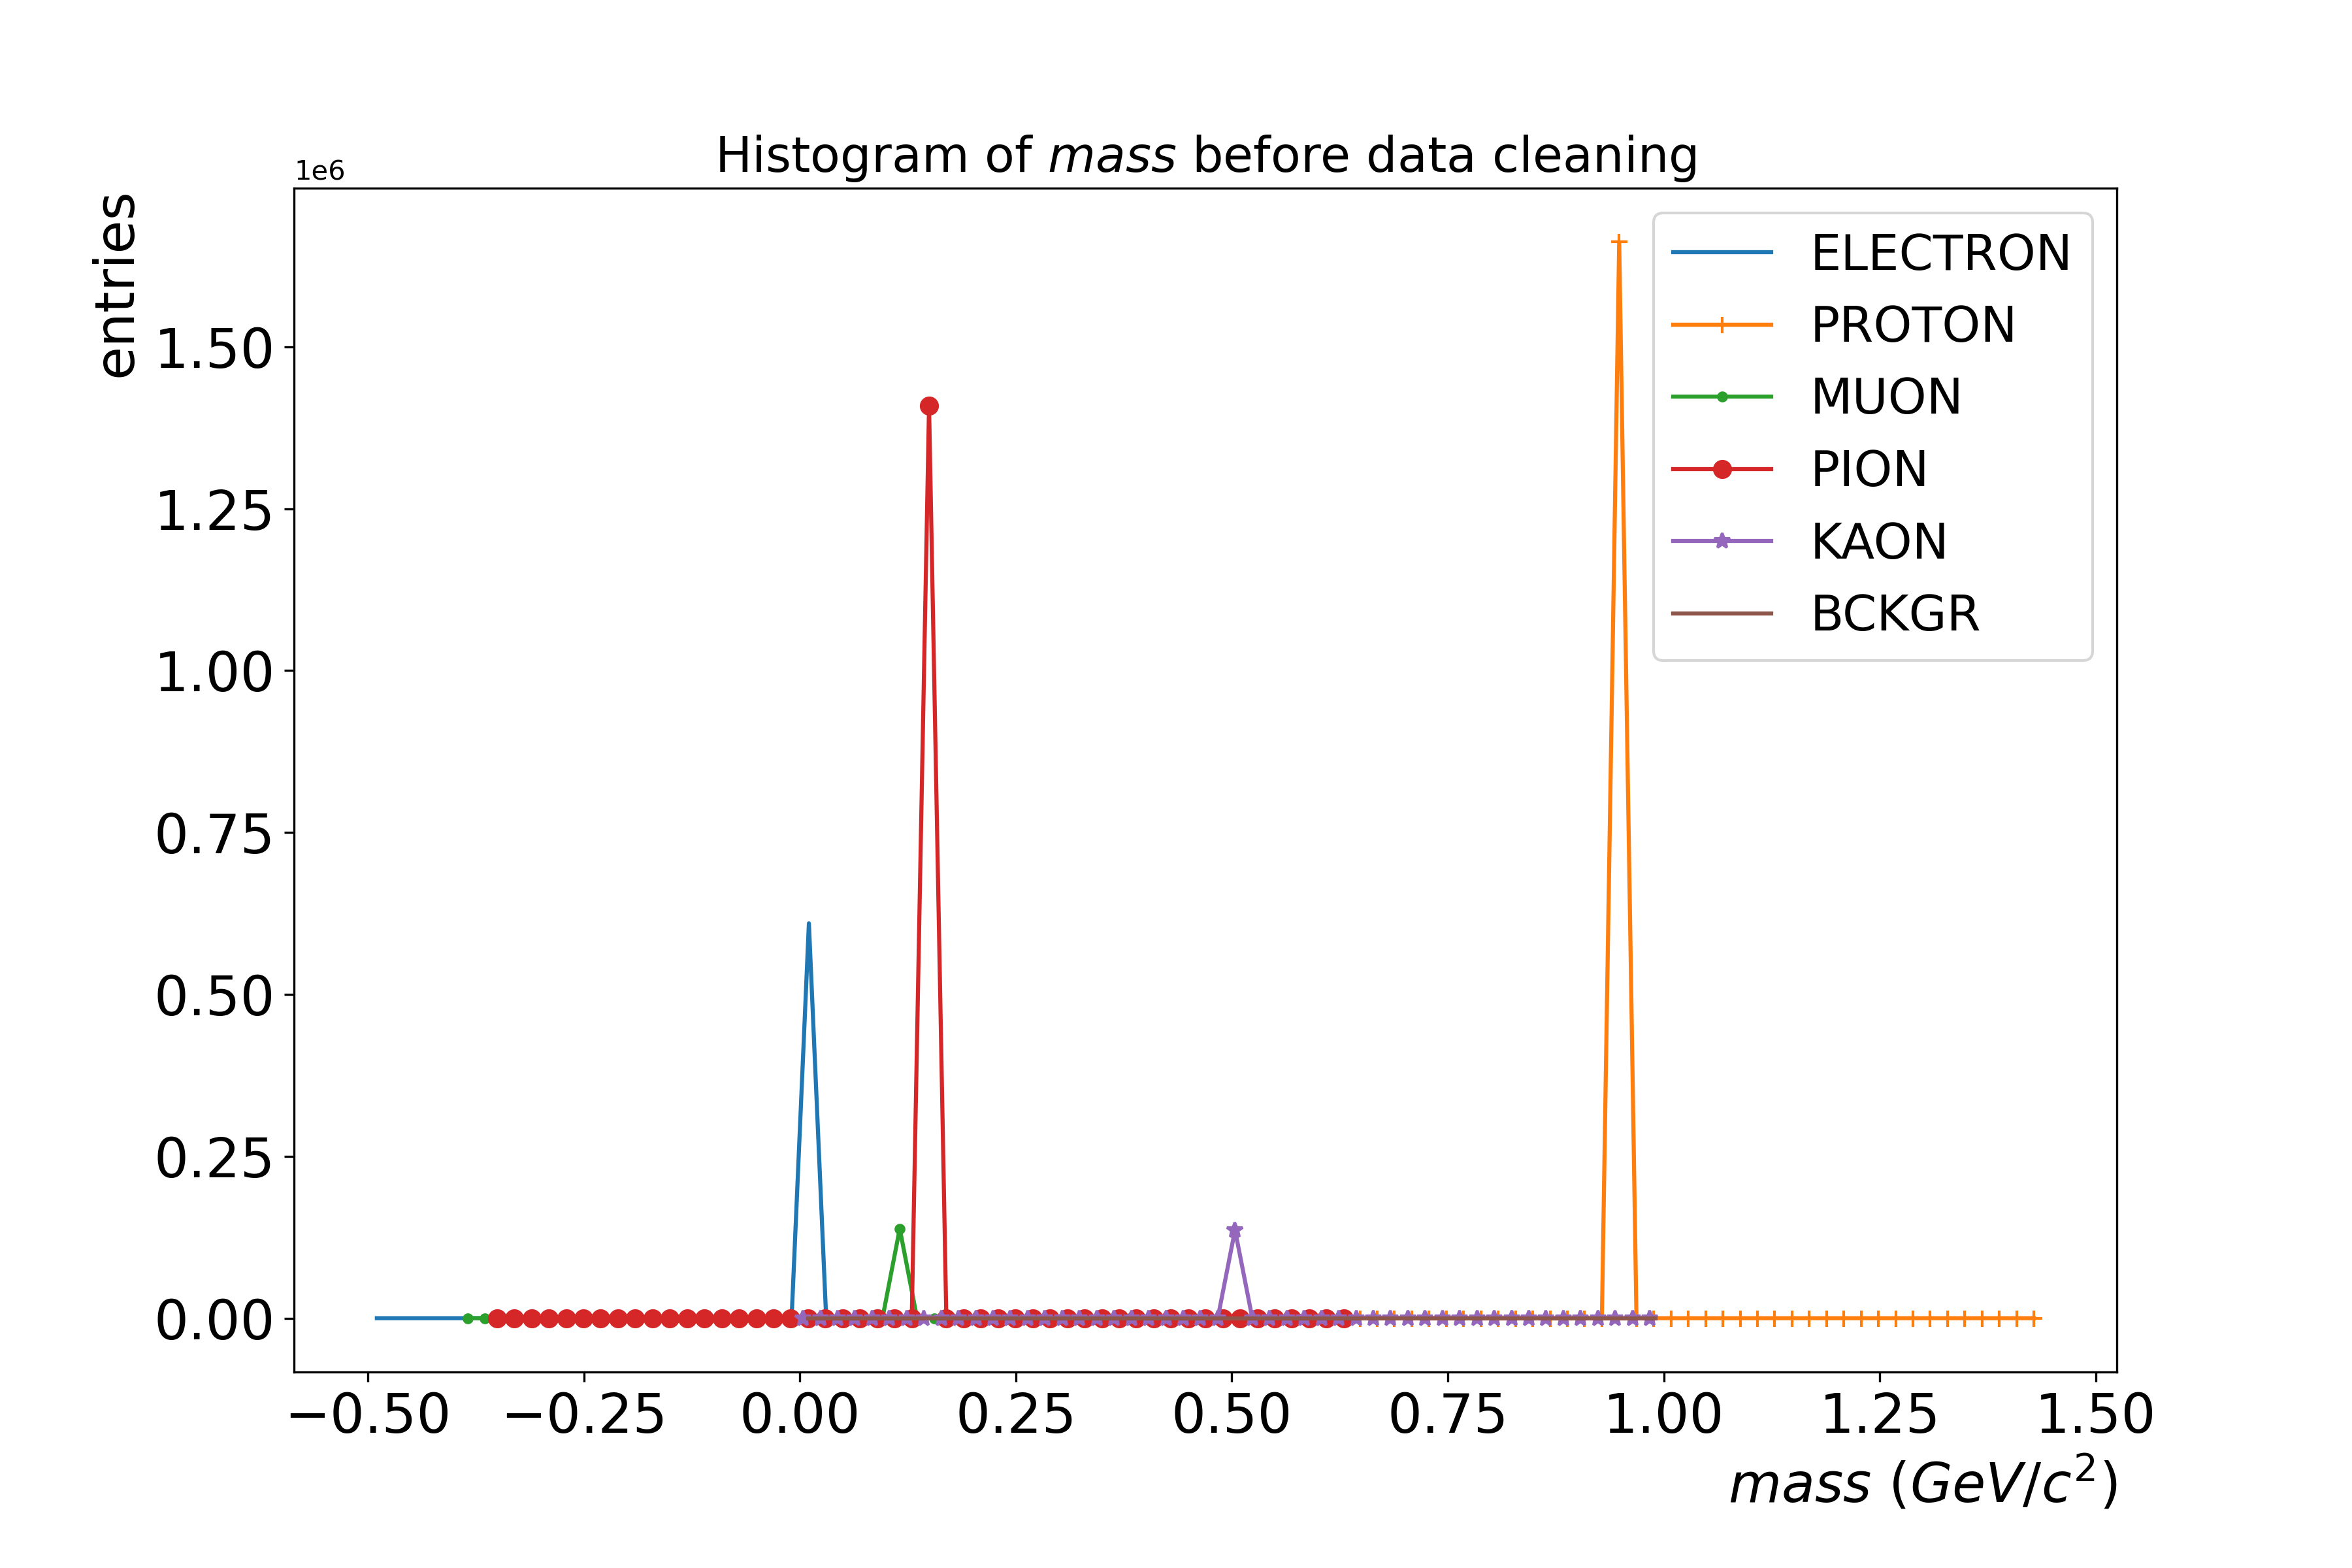 Histogram of mass before data cleaning
1e6
entries
1.50
1.25
1.00
0.75
0.50
0.25
0.00
ELECTRON
PROTON
MUON
PION
KAON
BCKGR
−0.50 −0.25 0.00 0.25 0.50 0.75 1.00 1.25 1.50
mass (GeV/c²)